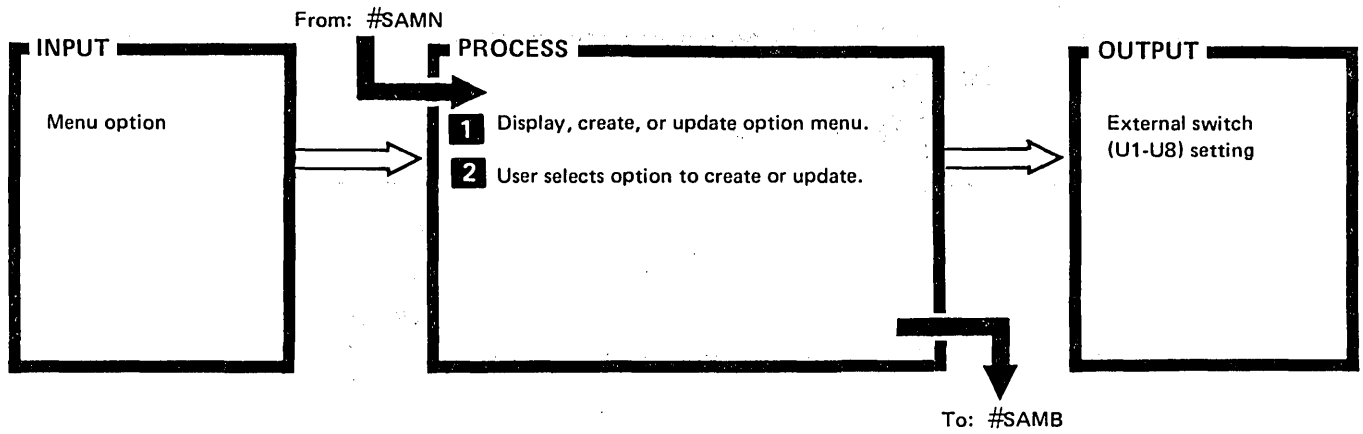 From: #SAMN
INPUT
PROCESS
OUTPUT
Menu option
1 Display, create, or update option menu.
2 User selects option to create or update.
External switch
(U1-U8) setting
To: #SAMB